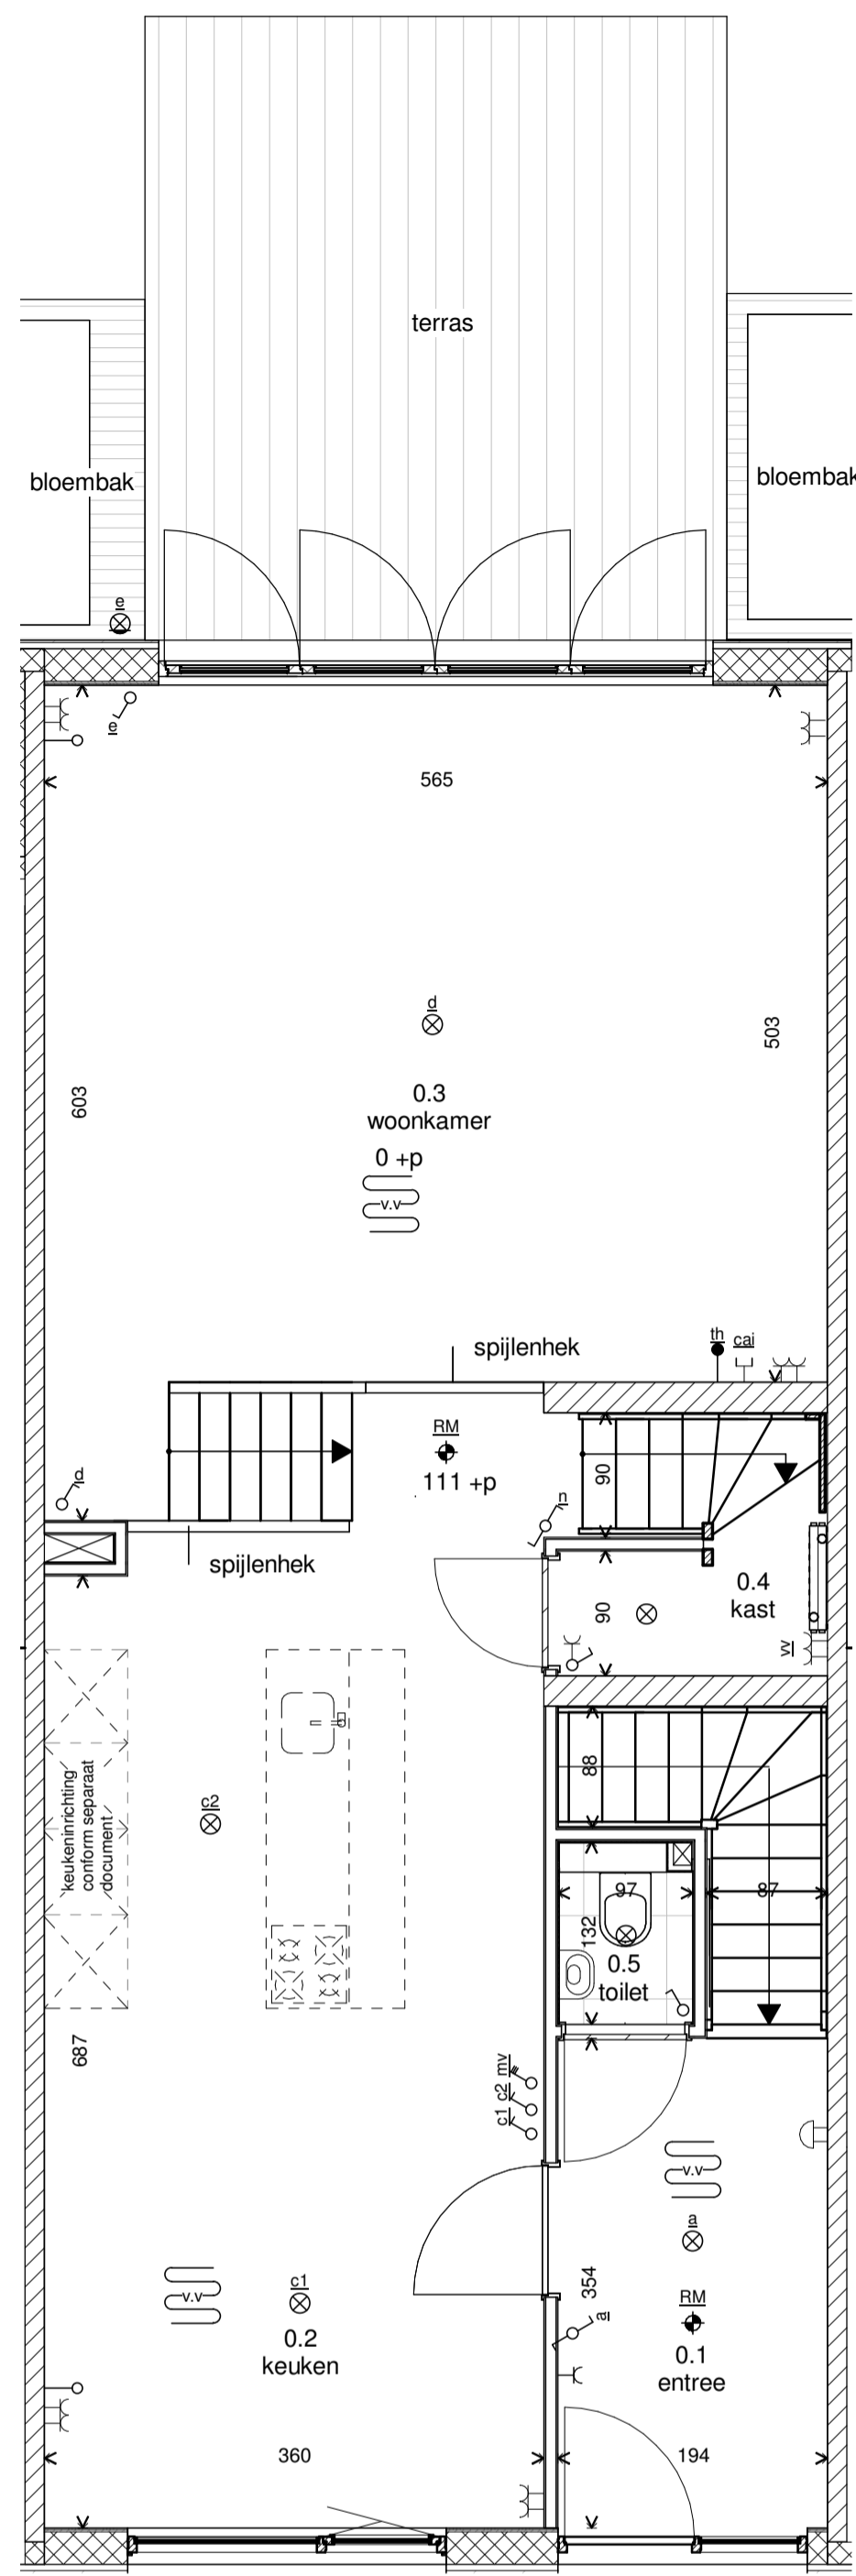 terras
bloembak
bloembak
e
e
565
d
503
603
0.3
woonkamer
0 +p
v.v
spijlenhek
th
cai
RM
111 +p
d
n
90
spijlenhek
0.4
kast
90
vv
keukeninrichting
conform separaat
document
88
c2
97
87
132
0.5
toilet
687
c1 c2 mv
v.v
a
354
v.v
c1
RM
a
0.2
keuken
0.1
entree
360
194